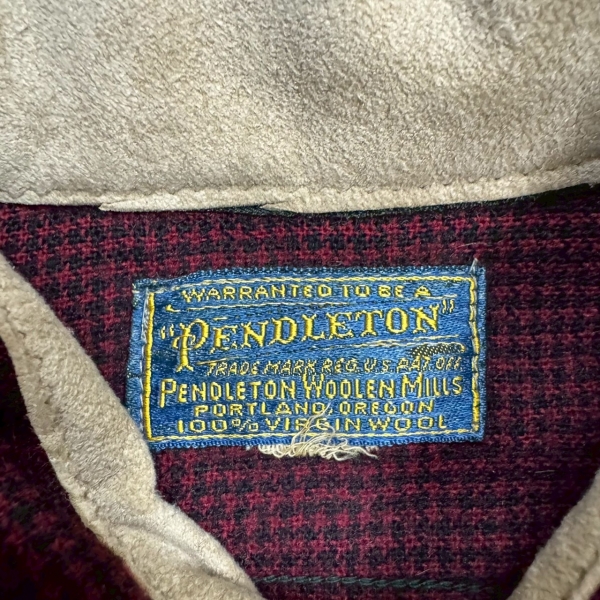 WARRANTED TO BE A
"PENDLETON"
TRADE MARK REG. U.S. PAT. OFF.
PENDLETON WOOLEN MILLS
PORTLAND, OREGON
100% VIRGIN WOOL